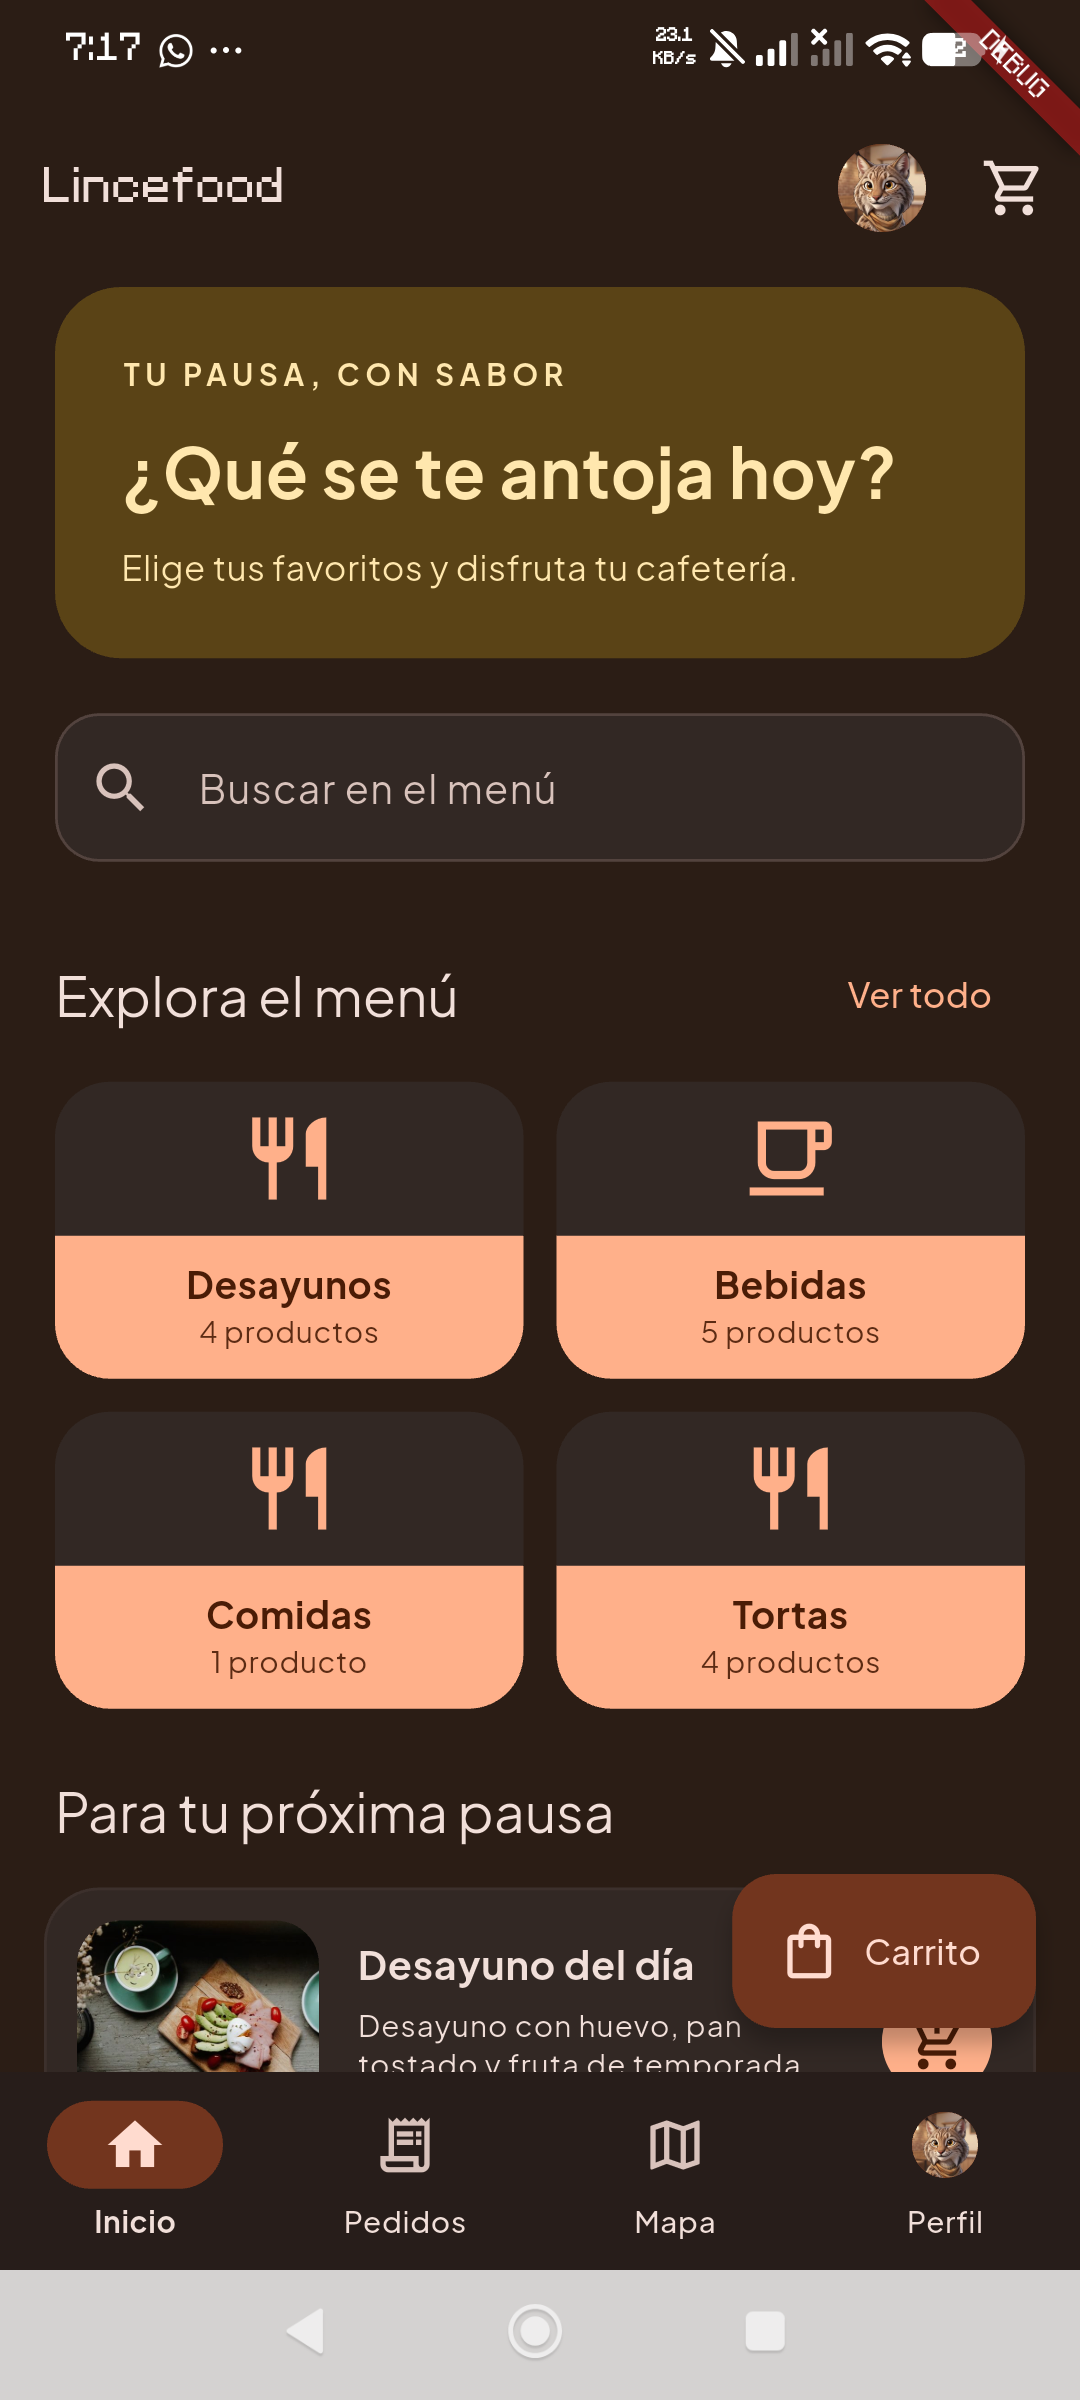 7:17
23.1
KB/s
2
DEBUG
Lincefood
TU PAUSA, CON SABOR
¿Qué se te antoja hoy?
Elige tus favoritos y disfruta tu cafetería.
Buscar en el menú
Explora el menú
Ver todo
Desayunos
4 productos
Bebidas
5 productos
Comidas
1 producto
Tortas
4 productos
Para tu próxima pausa
Desayuno del día
Desayuno con huevo, pan
tostado y fruta de temporada
Carrito
Inicio
Pedidos
Mapa
Perfil